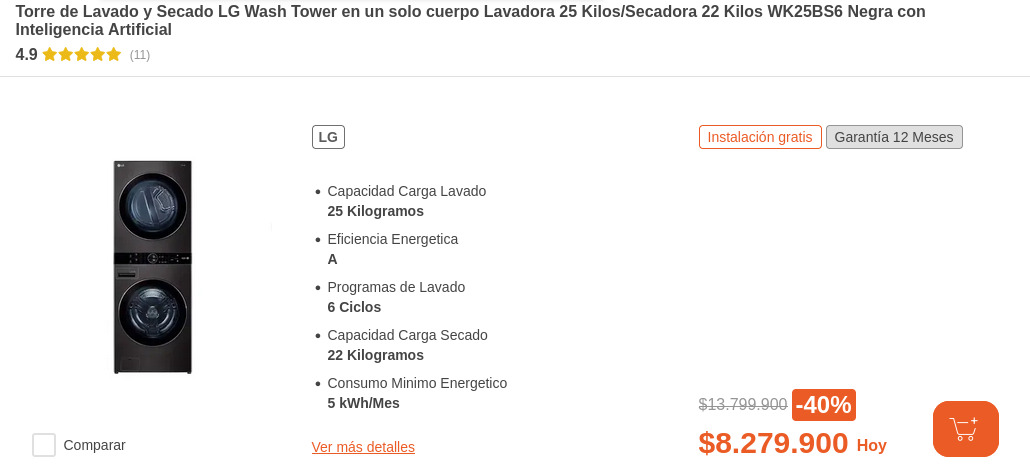 Torre de Lavado y Secado LG Wash Tower en un solo cuerpo Lavadora 25 Kilos/Secadora 22 Kilos WK25BS6 Negra con
Inteligencia Artificial
4.9 (11)
LG
Instalación gratis Garantía 12 Meses
• Capacidad Carga Lavado
25 Kilogramos
• Eficiencia Energetica
A
• Programas de Lavado
6 Ciclos
• Capacidad Carga Secado
22 Kilogramos
• Consumo Minimo Energetico
5 kWh/Mes
$13.799.900 -40%
$8.279.900 Hoy
Comparar
Ver más detalles